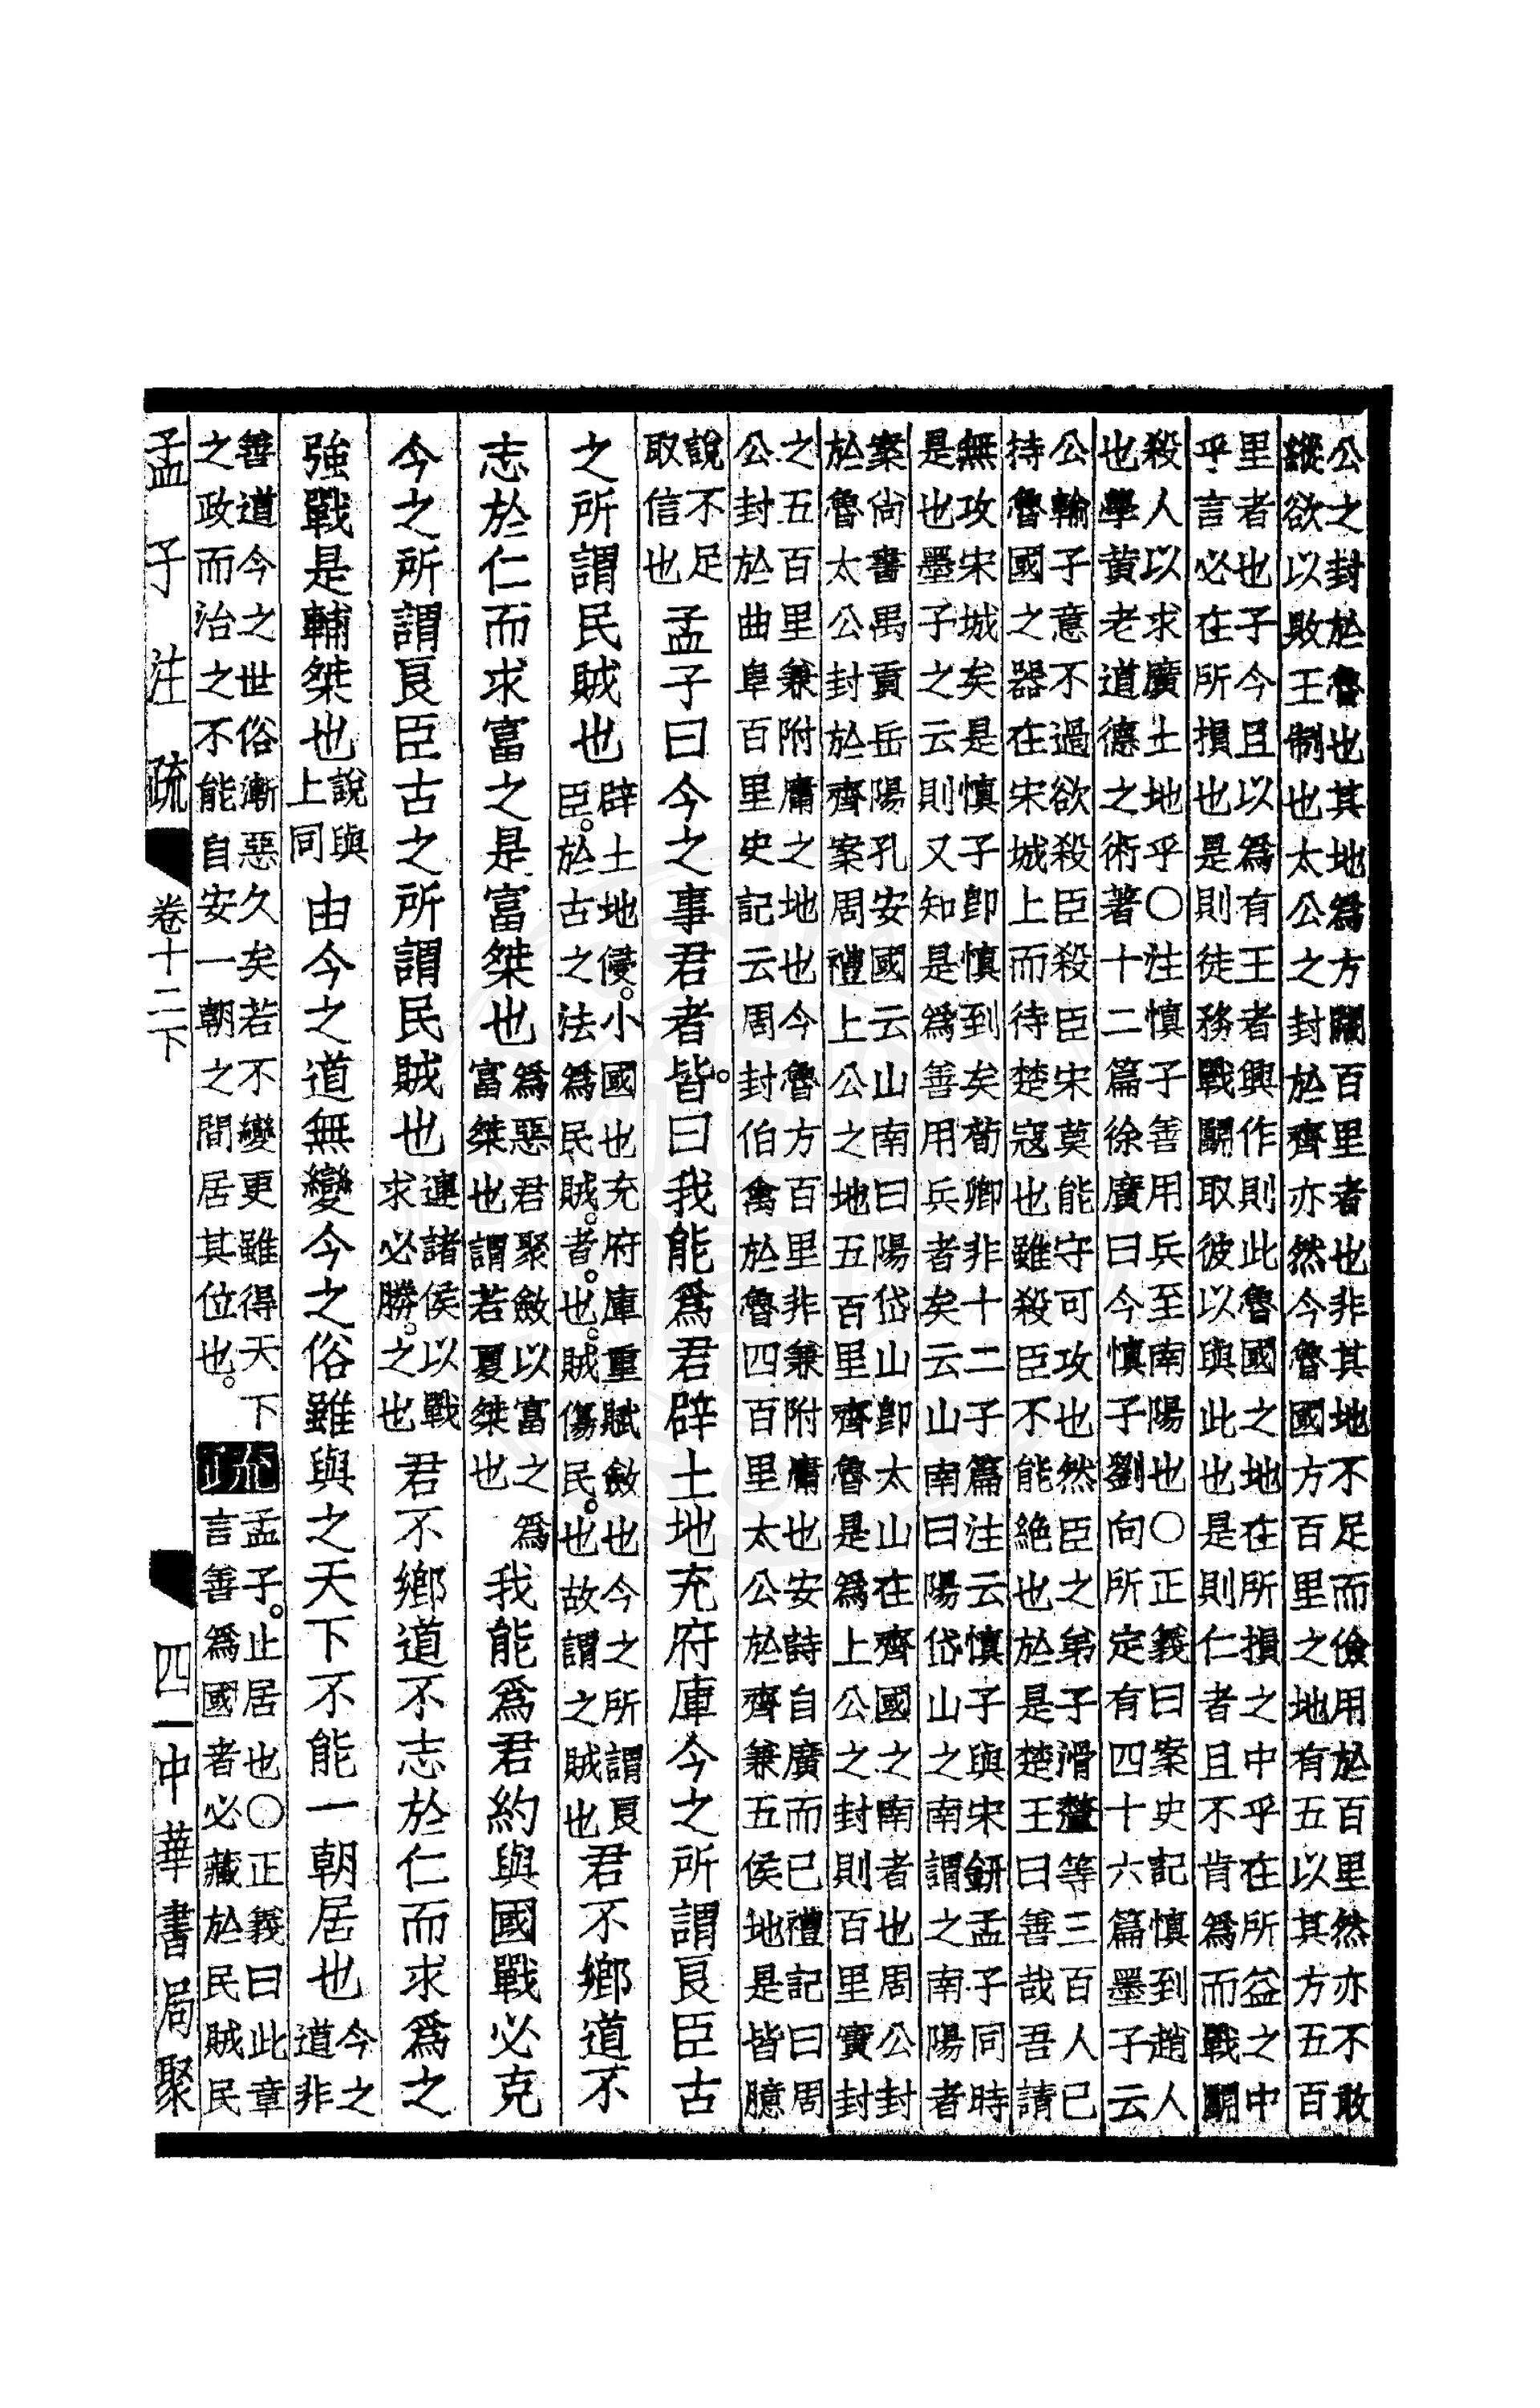 公之封於魯也其地爲方闊百里者也非其地不足而儉用於百里然亦不敢
縱欲以敗王制也太公之封於齊亦然今魯國方百里之地有五以其方五百
里者也子今且以爲有王者興作則此魯國之地在所損之中乎在所益之中
乎言必在所損也是則徒務戰鬭取彼以與此也是則仁者且不肯爲而戰鬭
殺人以求廣土地乎○注慎子善用兵至南陽也○正義曰案史記慎到趙人
也學黃老道德之術著十二篇徐廣曰今慎子劉向所定有四十六篇墨子云
公輸子意不過欲殺臣殺臣宋莫能守可攻也然臣之弟子滑釐等三百人已
持魯國之器在宋城上而待楚寇也雖殺臣不能絶也於是楚王曰善哉吾請
無攻宋城矣是慎子卽慎到矣荀卿非十二子篇注云慎子與宋鈃孟子同時
是也墨子之云則又知是爲善用兵者矣云山南曰陽岱山之南謂之南陽者
案尚書禹貢岳陽孔安國云山南曰陽岱山卽太山在齊國之南者也周公封
於魯太公封於齊案周禮上公之地五百里齊魯是爲上公之封則百里實封
之五百里兼附庸之地也今魯方百里非兼附庸也安詩自廣而已禮記曰周
公封於曲阜百里史記云周封伯禽於魯四百里太公於齊兼五侯地是皆臆
說不足
取信也
孟子曰今之事君者皆曰我能爲君辟土地充府庫今之所謂良臣古
之所謂民賊也
辟土地侵小國也充府庫重賦斂也今之所謂良
臣於古之法爲民賊者也賊傷民也故謂之賊也
君不鄉道不
志於仁而求富之是富桀也
爲惡君聚斂以富之爲
富桀也謂若夏桀也
我能爲君約與國戰必克
今之所謂良臣古之所謂民賊也
連諸侯以戰
求必勝之也
君不鄉道不志於仁而求爲之
強戰是輔桀也
說與
上同
由今之道無變今之俗雖與之天下不能一朝居也
今之
道非
善道今之世俗漸惡久矣若不變更雖得天下
之政而治之不能自安一朝之間居其位也
疏
孟子止居也○正義曰此章
言善爲國者必藏於民賊民
孟子注疏 卷十二下 四一中華書局聚